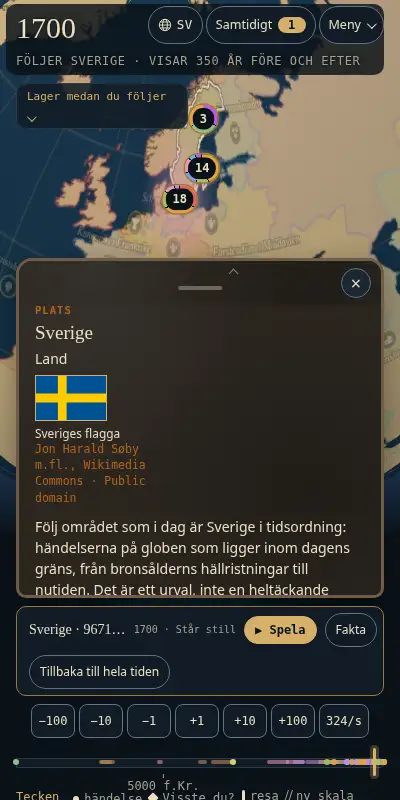 1700
SV
Samtidigt 1
Meny
FÖLJER SVERIGE · VISAR 350 ÅR FÖRE OCH EFTER
Lager medan du följer
3
14
18
PLATS
Sverige
Land
Sveriges flagga
Jon Harald Søby
m.fl., Wikimedia
Commons · Public
domain
Följ området som i dag är Sverige i tidsordning:
händelserna på globen som ligger inom dagens
gräns, från bronsålderns hällristningar till
nutiden. Det är ett urval, inte en heltäckande
Sverige · 9671…
1700 · Står still
▶ Spela
Fakta
Tillbaka till hela tiden
−100
−10
−1
+1
+10
+100
324/s
5000 f.Kr.
Tecken
händelse
Visste du?
resa // ny skala